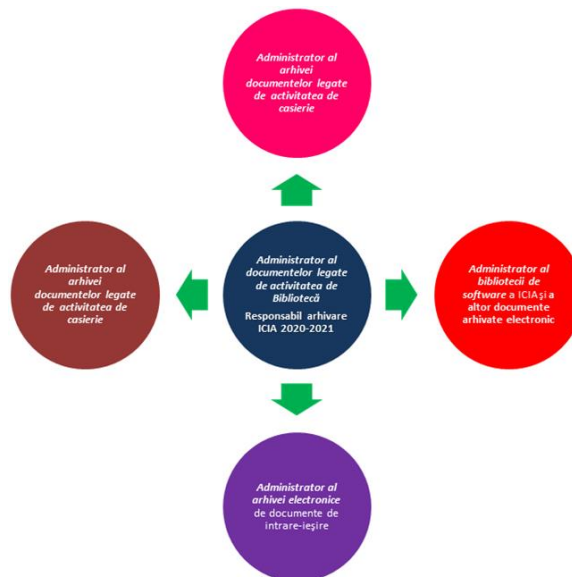 Administrator al
arhivei
documentelor legate
de activitatea de
casierie
Administrator al
arhivei
documentelor legate
de activitatea de
casierie
Administrator al
documentelor legate
de activitatea de
Bibliotecă
Responsabil arhivare
ICIA 2020-2021
Administrator al
bibliotecii de
software a ICIA și a
altor documente
arhivate electronic
Administrator al
arhivei electronice
de documente de
intrare-ieșire